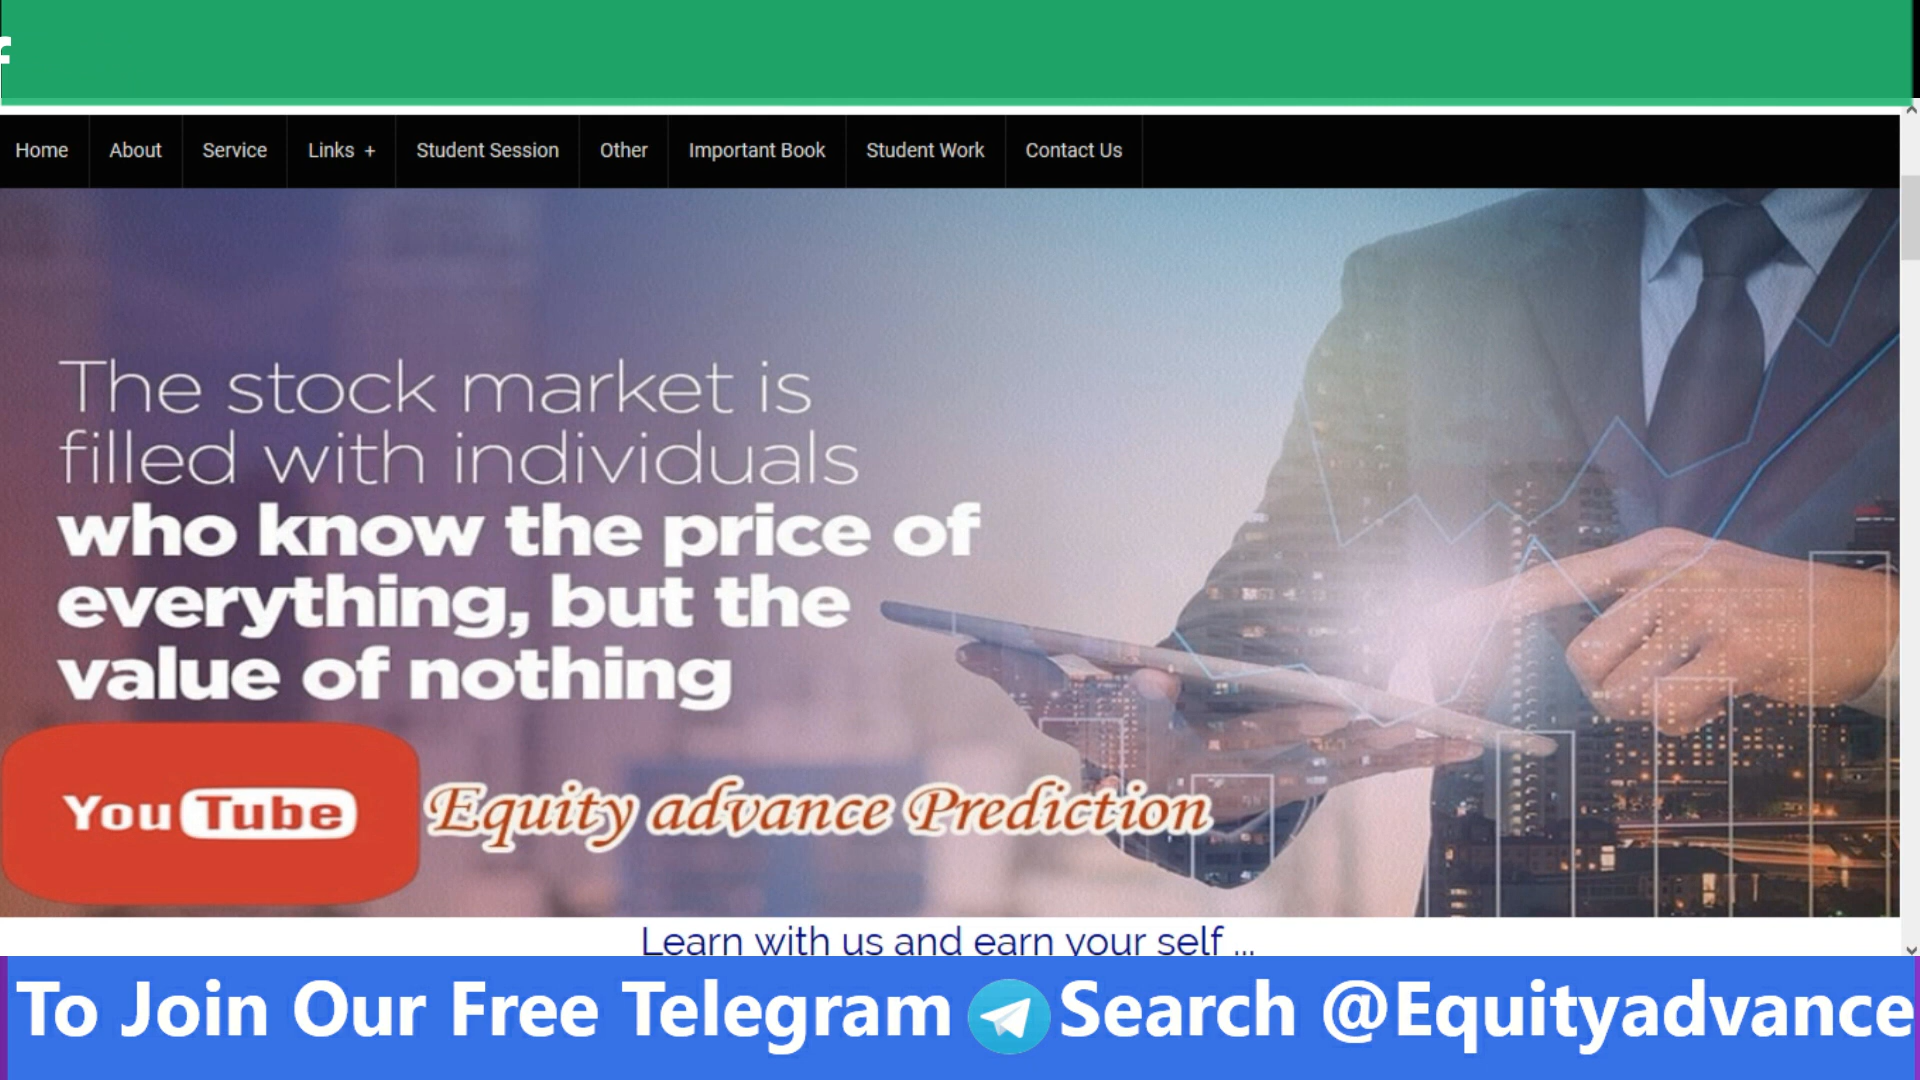 Home About Service Links + Student Session Other Important Book Student Work Contact Us
The stock market is
filled with individuals
who know the price of
everything, but the
value of nothing
YouTube Equity advance Prediction
Learn with us and earn your self ...
To Join Our Free Telegram Search @Equityadvance